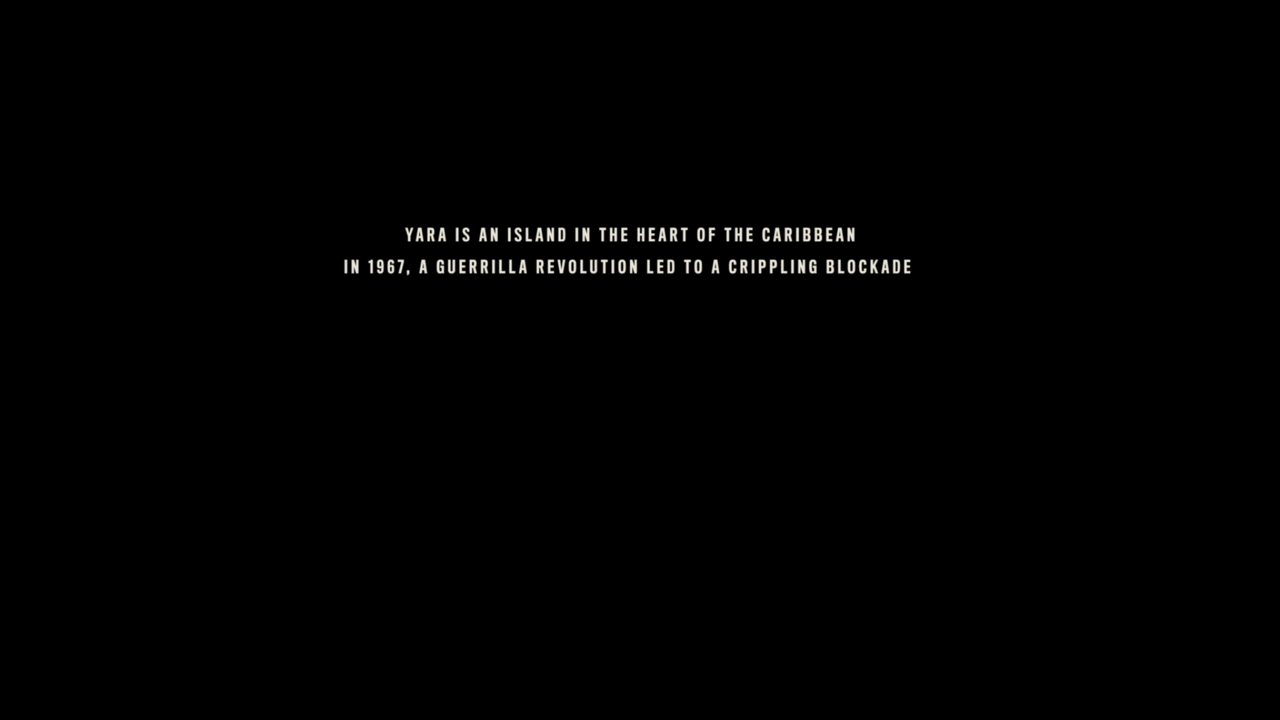 YARA IS AN ISLAND IN THE HEART OF THE CARIBBEAN
IN 1967, A GUERRILLA REVOLUTION LED TO A CRIPPLING BLOCKADE